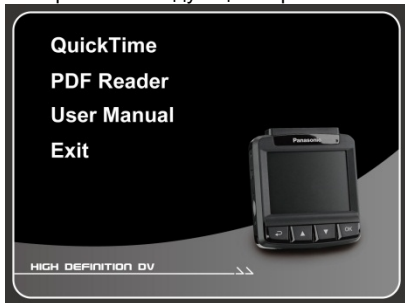 QuickTime
PDF Reader
User Manual
Exit
Panasonic
OK
HIGH DEFINITION DV